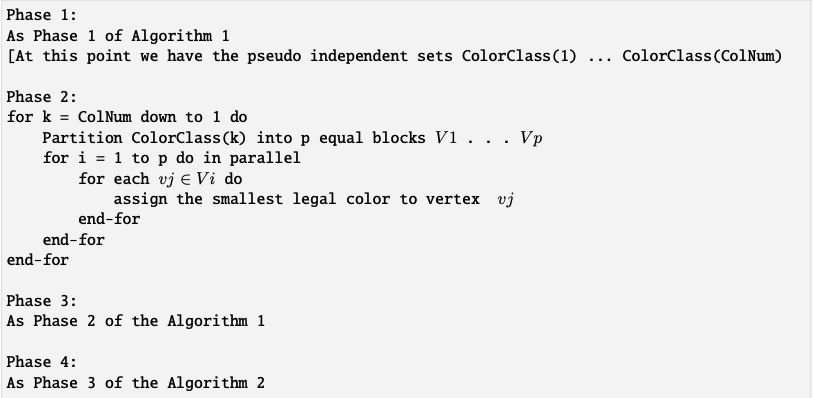 Phase 1:
As Phase 1 of Algorithm 1
[At this point we have the pseudo independent sets ColorClass(1) ... ColorClass(ColNum)
Phase 2:
for k = ColNum down to 1 do
Partition ColorClass(k) into p equal blocks V1 . . . Vp
for i = 1 to p do in parallel
for each vj ∈ Vi do
assign the smallest legal color to vertex vj
end-for
end-for
end-for
Phase 3:
As Phase 2 of the Algorithm 1
Phase 4:
As Phase 3 of the Algorithm 2